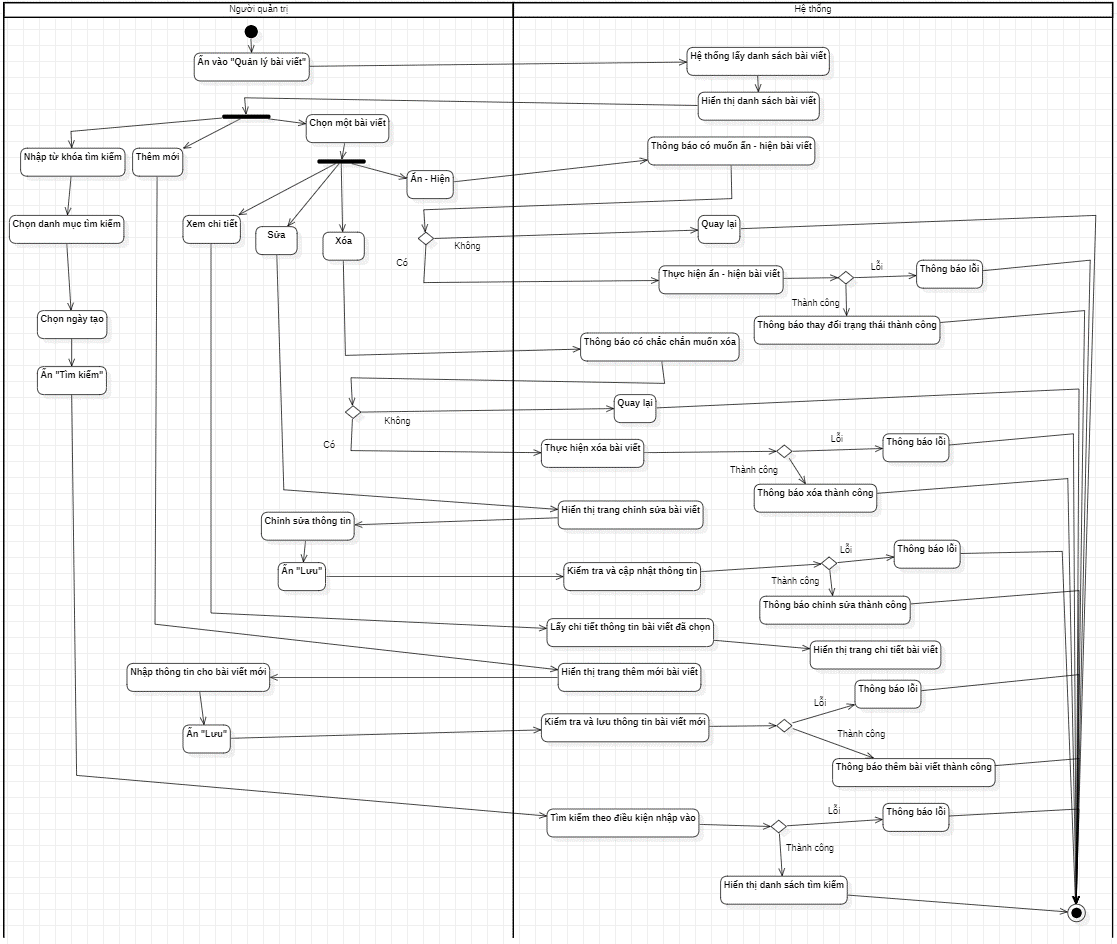 Người quản trị
Hệ thống
Ấn vào "Quản lý bài viết"
Hệ thống lấy danh sách bài viết
Hiển thị danh sách bài viết
Chọn một bài viết
Nhập từ khóa tìm kiếm
Thêm mới
Thông báo có muốn ẩn - hiện bài viết
Ẩn - Hiện
Chọn danh mục tìm kiếm
Xem chi tiết
Sửa
Xóa
Không
Quay lại
Có
Thực hiện ẩn - hiện bài viết
Lỗi
Thông báo lỗi
Thành công
Chọn ngày tạo
Thông báo thay đổi trạng thái thành công
Thông báo có chắc chắn muốn xóa
Ấn "Tìm kiếm"
Không
Quay lại
Có
Thực hiện xóa bài viết
Lỗi
Thông báo lỗi
Thành công
Thông báo xóa thành công
Hiển thị trang chỉnh sửa bài viết
Chỉnh sửa thông tin
Ấn "Lưu"
Kiểm tra và cập nhật thông tin
Lỗi
Thông báo lỗi
Thành công
Thông báo chỉnh sửa thành công
Lấy chi tiết thông tin bài viết đã chọn
Hiển thị trang chi tiết bài viết
Nhập thông tin cho bài viết mới
Hiển thị trang thêm mới bài viết
Lỗi
Thông báo lỗi
Ấn "Lưu"
Kiểm tra và lưu thông tin bài viết mới
Thành công
Thông báo thêm bài viết thành công
Tìm kiếm theo điều kiện nhập vào
Lỗi
Thông báo lỗi
Thành công
Hiển thị danh sách tìm kiếm